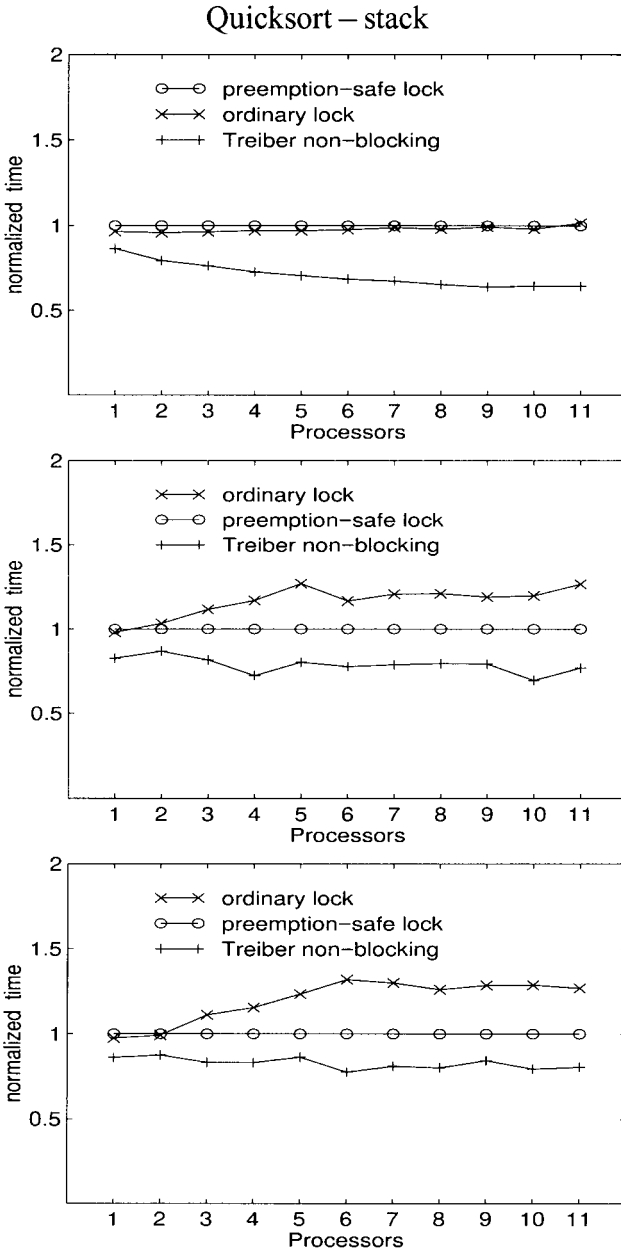 Quicksort – stack
2
preemption–safe lock
ordinary lock
1.5
Treiber non–blocking
1
0.5
normalized time
1 2 3 4 5 6 7 8 9 10 11
Processors
2
ordinary lock
preemption–safe lock
1.5
Treiber non–blocking
1
0.5
normalized time
1 2 3 4 5 6 7 8 9 10 11
Processors
2
ordinary lock
preemption–safe lock
1.5
Treiber non–blocking
1
0.5
normalized time
1 2 3 4 5 6 7 8 9 10 11
Processors